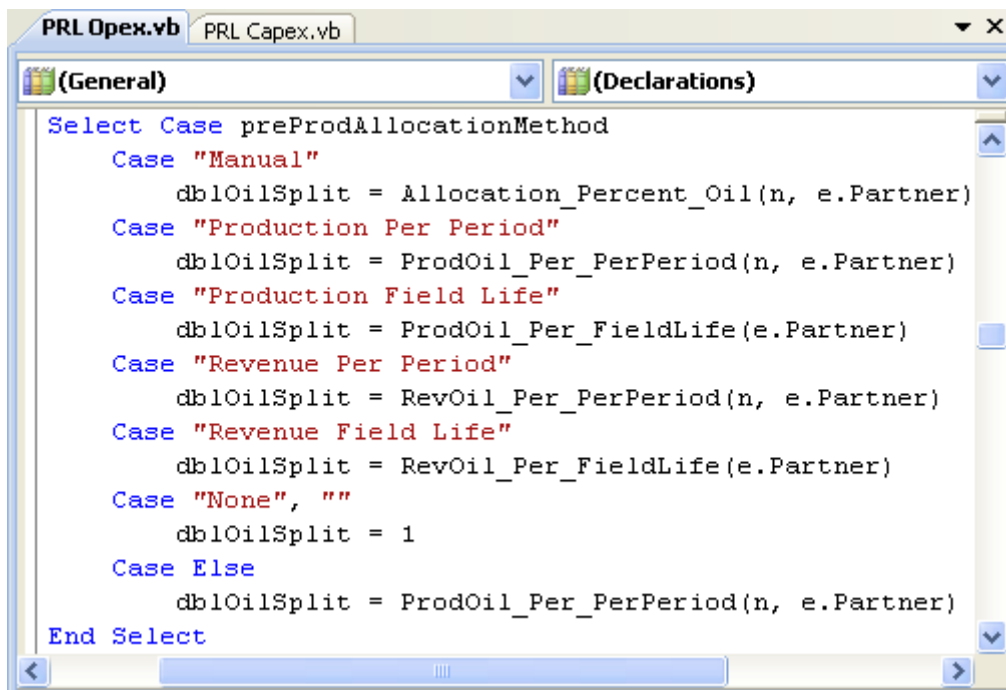 PRL Opex.vb PRL Capex.vb
(General) (Declarations)
Select Case preProdAllocationMethod
Case "Manual"
dblOilSplit = Allocation_Percent_Oil(n, e.Partner)
Case "Production Per Period"
dblOilSplit = ProdOil_Per_PerPeriod(n, e.Partner)
Case "Production Field Life"
dblOilSplit = ProdOil_Per_FieldLife(e.Partner)
Case "Revenue Per Period"
dblOilSplit = RevOil_Per_PerPeriod(n, e.Partner)
Case "Revenue Field Life"
dblOilSplit = RevOil_Per_FieldLife(e.Partner)
Case "None", ""
dblOilSplit = 1
Case Else
dblOilSplit = ProdOil_Per_PerPeriod(n, e.Partner)
End Select